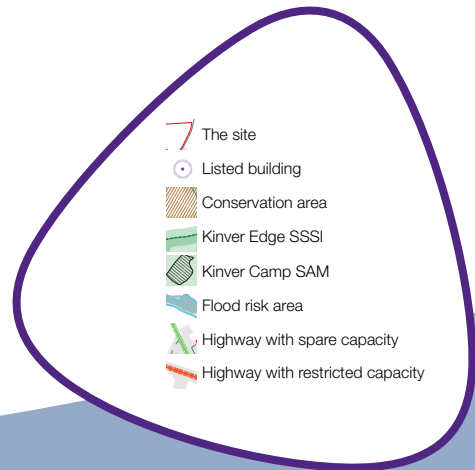 The site
Listed building
Conservation area
Kinver Edge SSSI
Kinver Camp SAM
Flood risk area
Highway with spare capacity
Highway with restricted capacity